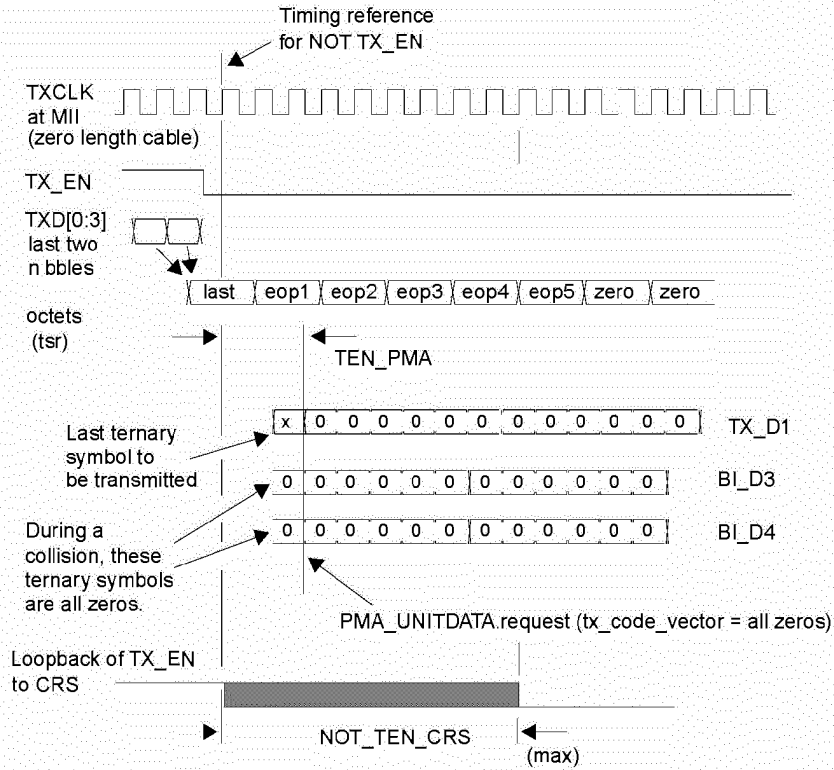 Timing reference
for NOT TX_EN
TXCLK
at MII
(zero length cable)
TX_EN
TXD[0:3]
last two
n bbles
last eop1 eop2 eop3 eop4 eop5 zero zero
octets
(tsr)
TEN_PMA
x 0 0 0 0 0 0 0 0 0 0 0 0
TX_D1
Last ternary
symbol to
be transmitted
0 0 0 0 0 0 0 0 0 0 0 0
BI_D3
0 0 0 0 0 0 0 0 0 0 0 0
BI_D4
During a
collision, these
ternary symbols
are all zeros.
PMA_UNITDATA.request (tx_code_vector = all zeros)
Loopback of TX_EN
to CRS
NOT_TEN_CRS
(max)